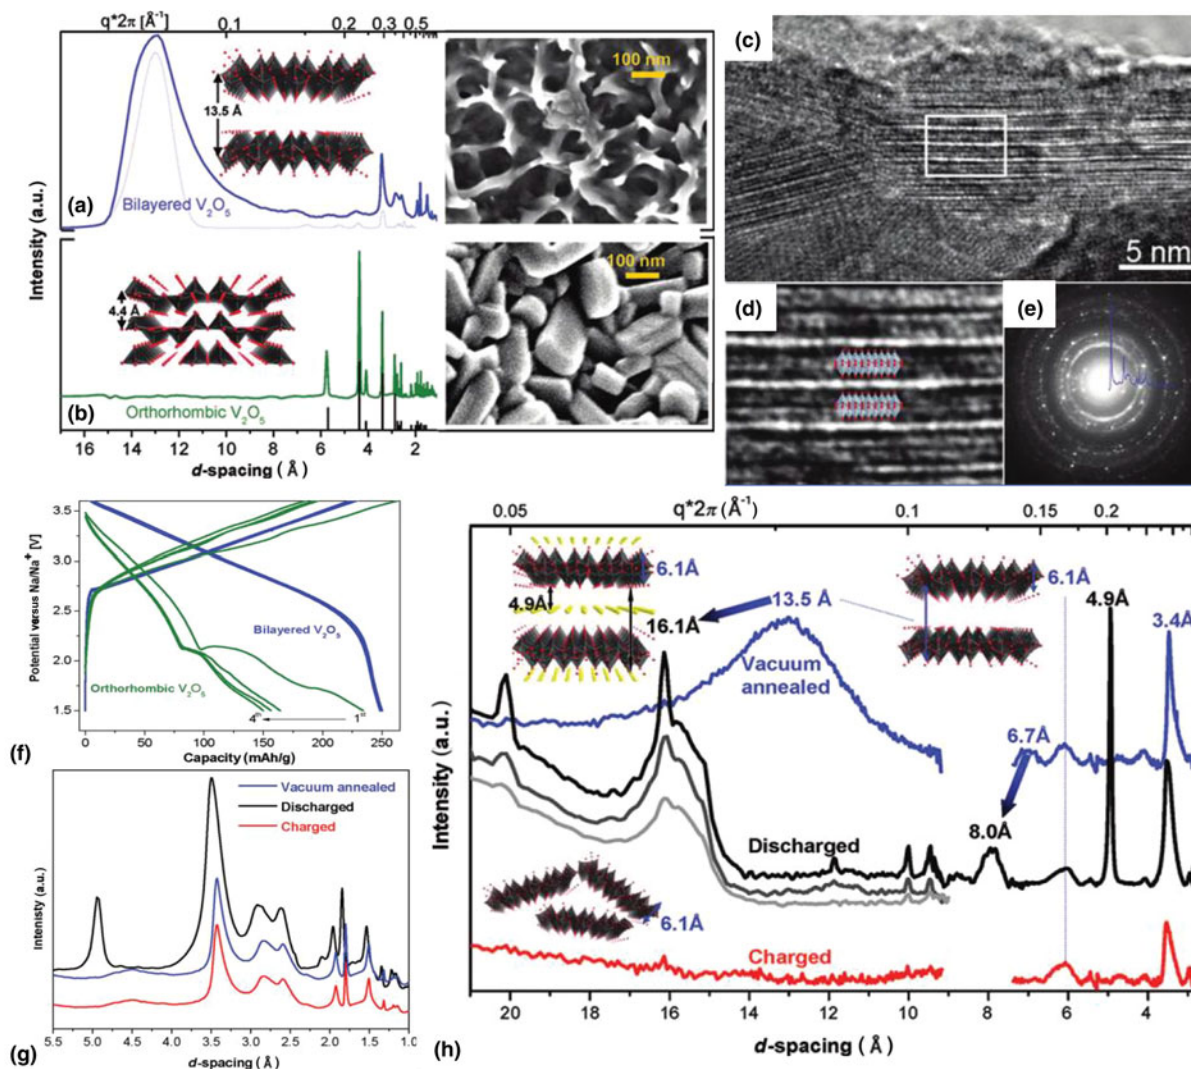 q*2π [Å⁻¹]
0.1 0.2 0.3 0.5
13.5 Å
(a)
Bilayered V₂O₅
100 nm
Intensity (a.u.)
4.4 Å
(b)
Orthorhombic V₂O₅
100 nm
16 14 12 10 8 6 4 2
d-spacing (Å)
(c)
5 nm
(d)
(e)
3.5
3.0
2.5
2.0
1.5
Potential versus Na/Na⁺ [V]
Bilayered V₂O₅
Orthorhombic V₂O₅
4ᵗʰ 1ˢᵗ
0 50 100 150 200 250
Capacity (mAh/g)
(f)
Vacuum annealed
Discharged
Charged
Intenisty (a.u.)
5.5 5.0 4.5 4.0 3.5 3.0 2.5 2.0 1.5 1.0
d-spacing (Å)
(g)
q*2π (Å⁻¹)
0.05 0.1 0.15 0.2
6.1Å
4.9Å
16.1Å
13.5 Å
6.1Å
4.9Å
3.4Å
Vacuum
annealed
6.7Å
8.0Å
Discharged
6.1Å
Charged
Intensity (a.u.)
20 18 16 14 12 10 8 6 4
d-spacing (Å)
(h)